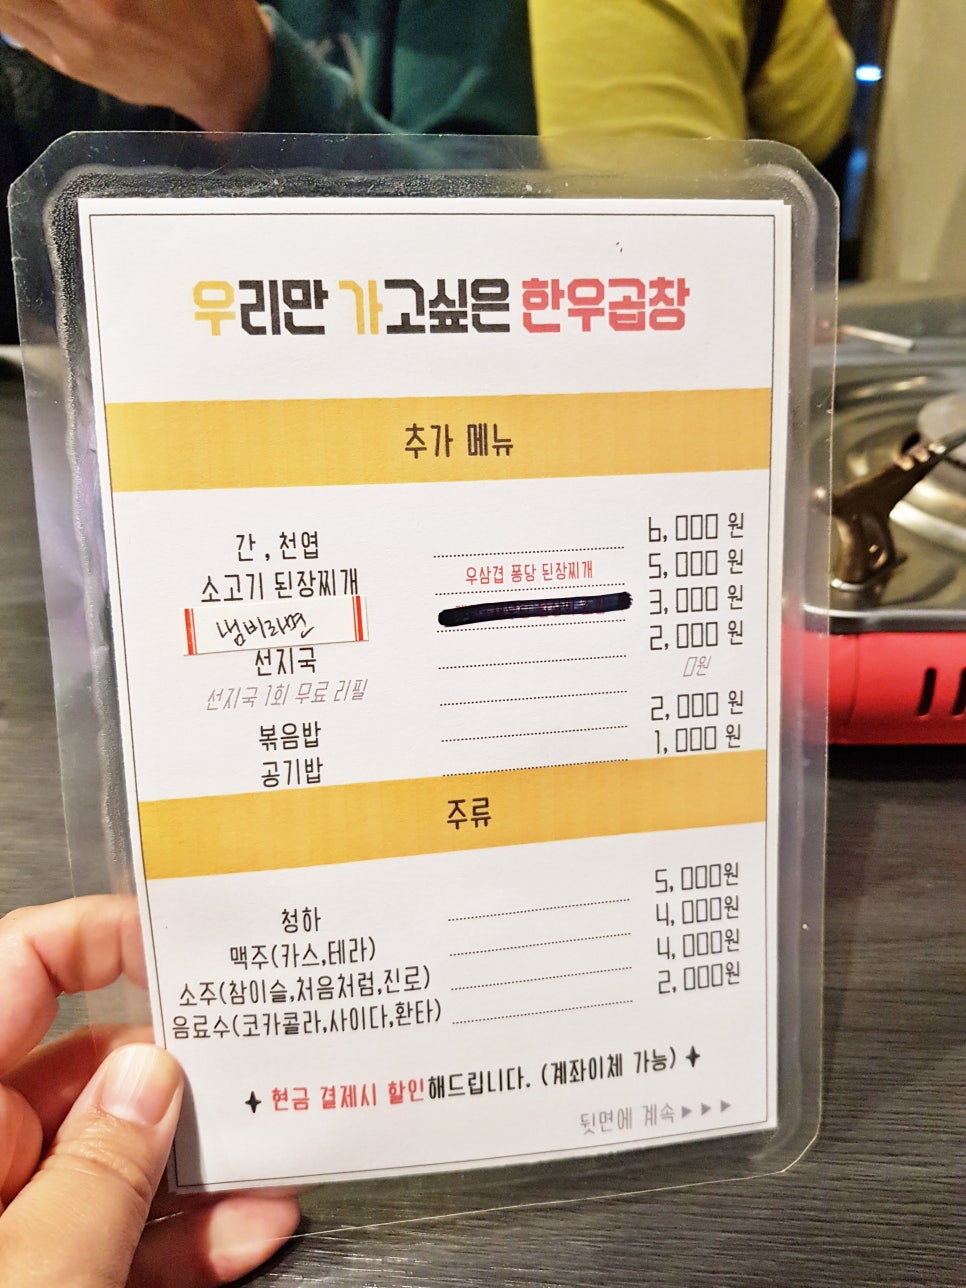 우리만 가고싶은 한우곱창
추가 메뉴
간, 천엽 6,000 원
소고기 된장찌개 우삼겹 퐁당 된장찌개 5,000 원
냄비라면 3,000 원
선지국 2,000 원
선지국 1회 무료 리필 0원
볶음밥 2,000 원
공기밥 1,000 원
주류
청하 5,000원
맥주(카스,테라) 4,000원
소주(참이슬,처음처럼,진로) 4,000원
음료수(코카콜라,사이다,환타) 2,000원
현금 결제시 할인해드립니다. (계좌이체 가능)
뒷면에 계속▶▶▶